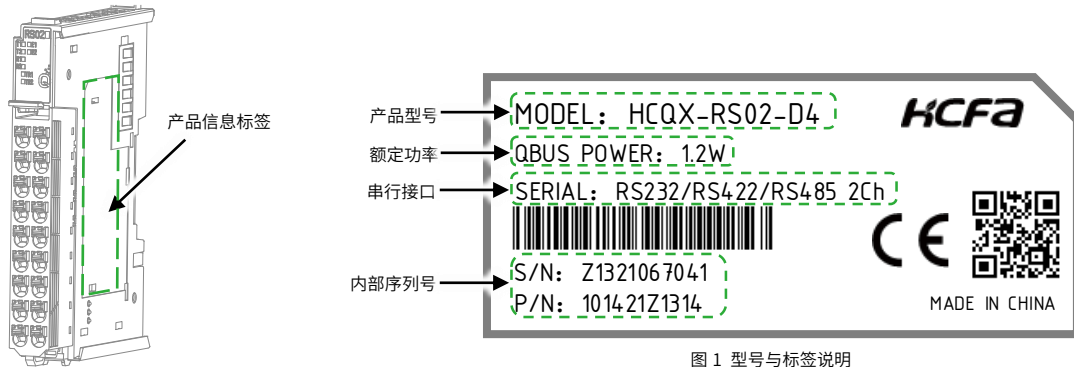 RS02
产品信息标签
产品型号
额定功率
串行接口
内部序列号
MODEL: HCQX-RS02-D4
QBUS POWER: 1.2W
SERIAL: RS232/RS422/RS485 2Ch
S/N: Z1321067041
P/N: 101421Z1314
HCFA
CE
MADE IN CHINA
图 1 型号与标签说明